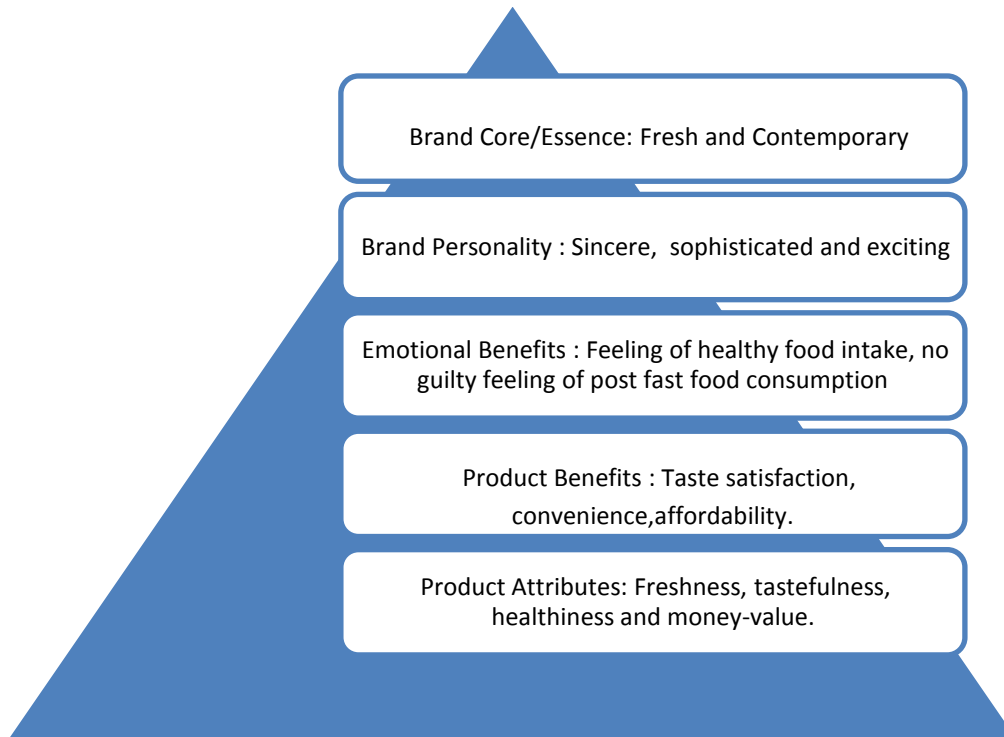 Brand Core/Essence: Fresh and Contemporary
Brand Personality : Sincere,  sophisticated and exciting
Emotional Benefits : Feeling of healthy food intake, no
guilty feeling of post fast food consumption
Product Benefits : Taste satisfaction,
convenience,affordability.
Product Attributes: Freshness, tastefulness,
healthiness and money-value.